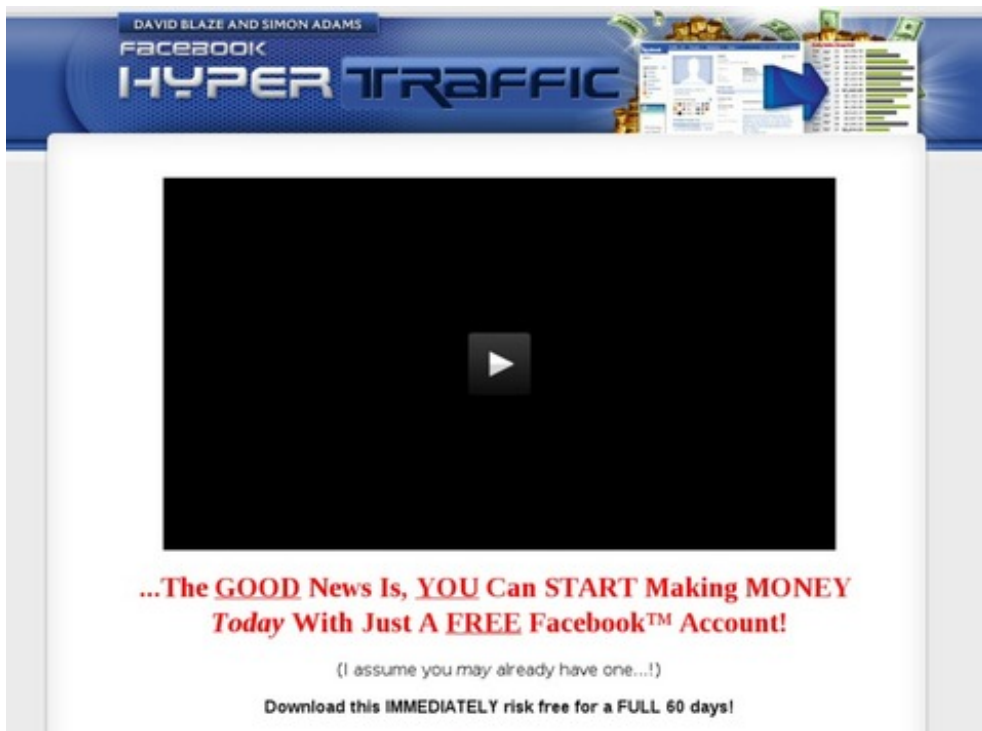 DAVID BLAZE AND SIMON ADAMS
FACEBOOK
HYPER TRAFFIC
...The GOOD News Is, YOU Can START Making MONEY
Today With Just A FREE Facebook™ Account!
(I assume you may already have one...!)
Download this IMMEDIATELY risk free for a FULL 60 days!